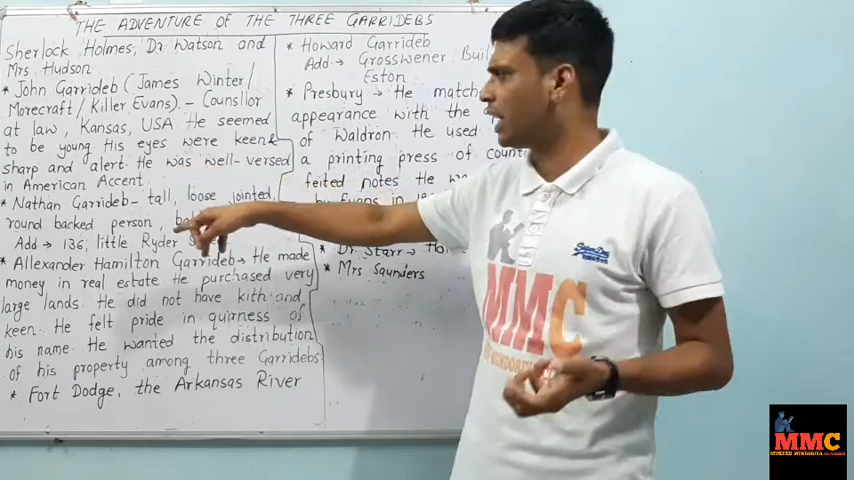 THE ADVENTURE OF THE THREE GARRIDEBS
Sherlock Holmes, Dr Watson and
Mrs Hudson
* John Garrideb (James Winter/
Morecraft/Killer Evans) - Counsllor
at law, Kansas, USA. He seemed
to be young. His eyes were keen,
sharp and alert. He was well-versed
in American Accent.
* Nathan Garrideb - tall, loose jointed,
round backed person,
Add → 136, Little Ryder
* Allexander Hamilton Garrideb → He made
money in real estate. He purchased very
large lands. He did not have kith and
keen. He felt pride in quirness of
his name. He wanted the distribution
of his property among three Garridebs
* Fort Dodge, the Arkansas River
* Howard Garrideb
Add → Grosswener
Eston
* Presbury → He
appearance with the
of Waldron. He used
a printing press of
feited notes. He
Evans in
* Dr Starr →
* Mrs Saunders
SuperDry
MMC
MMC